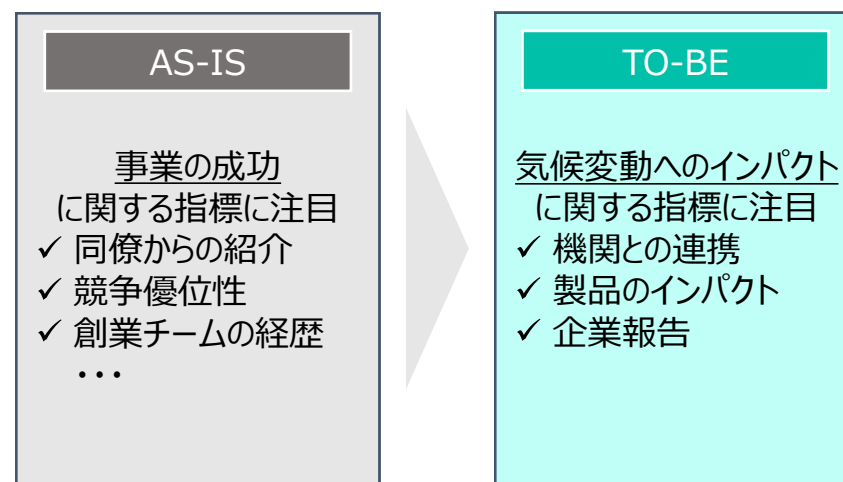 AS-IS
事業の成功
に関する指標に注目
✓ 同僚からの紹介
✓ 競争優位性
✓ 創業チームの経歴
・・・
TO-BE
気候変動へのインパクト
に関する指標に注目
✓ 機関との連携
✓ 製品のインパクト
✓ 企業報告